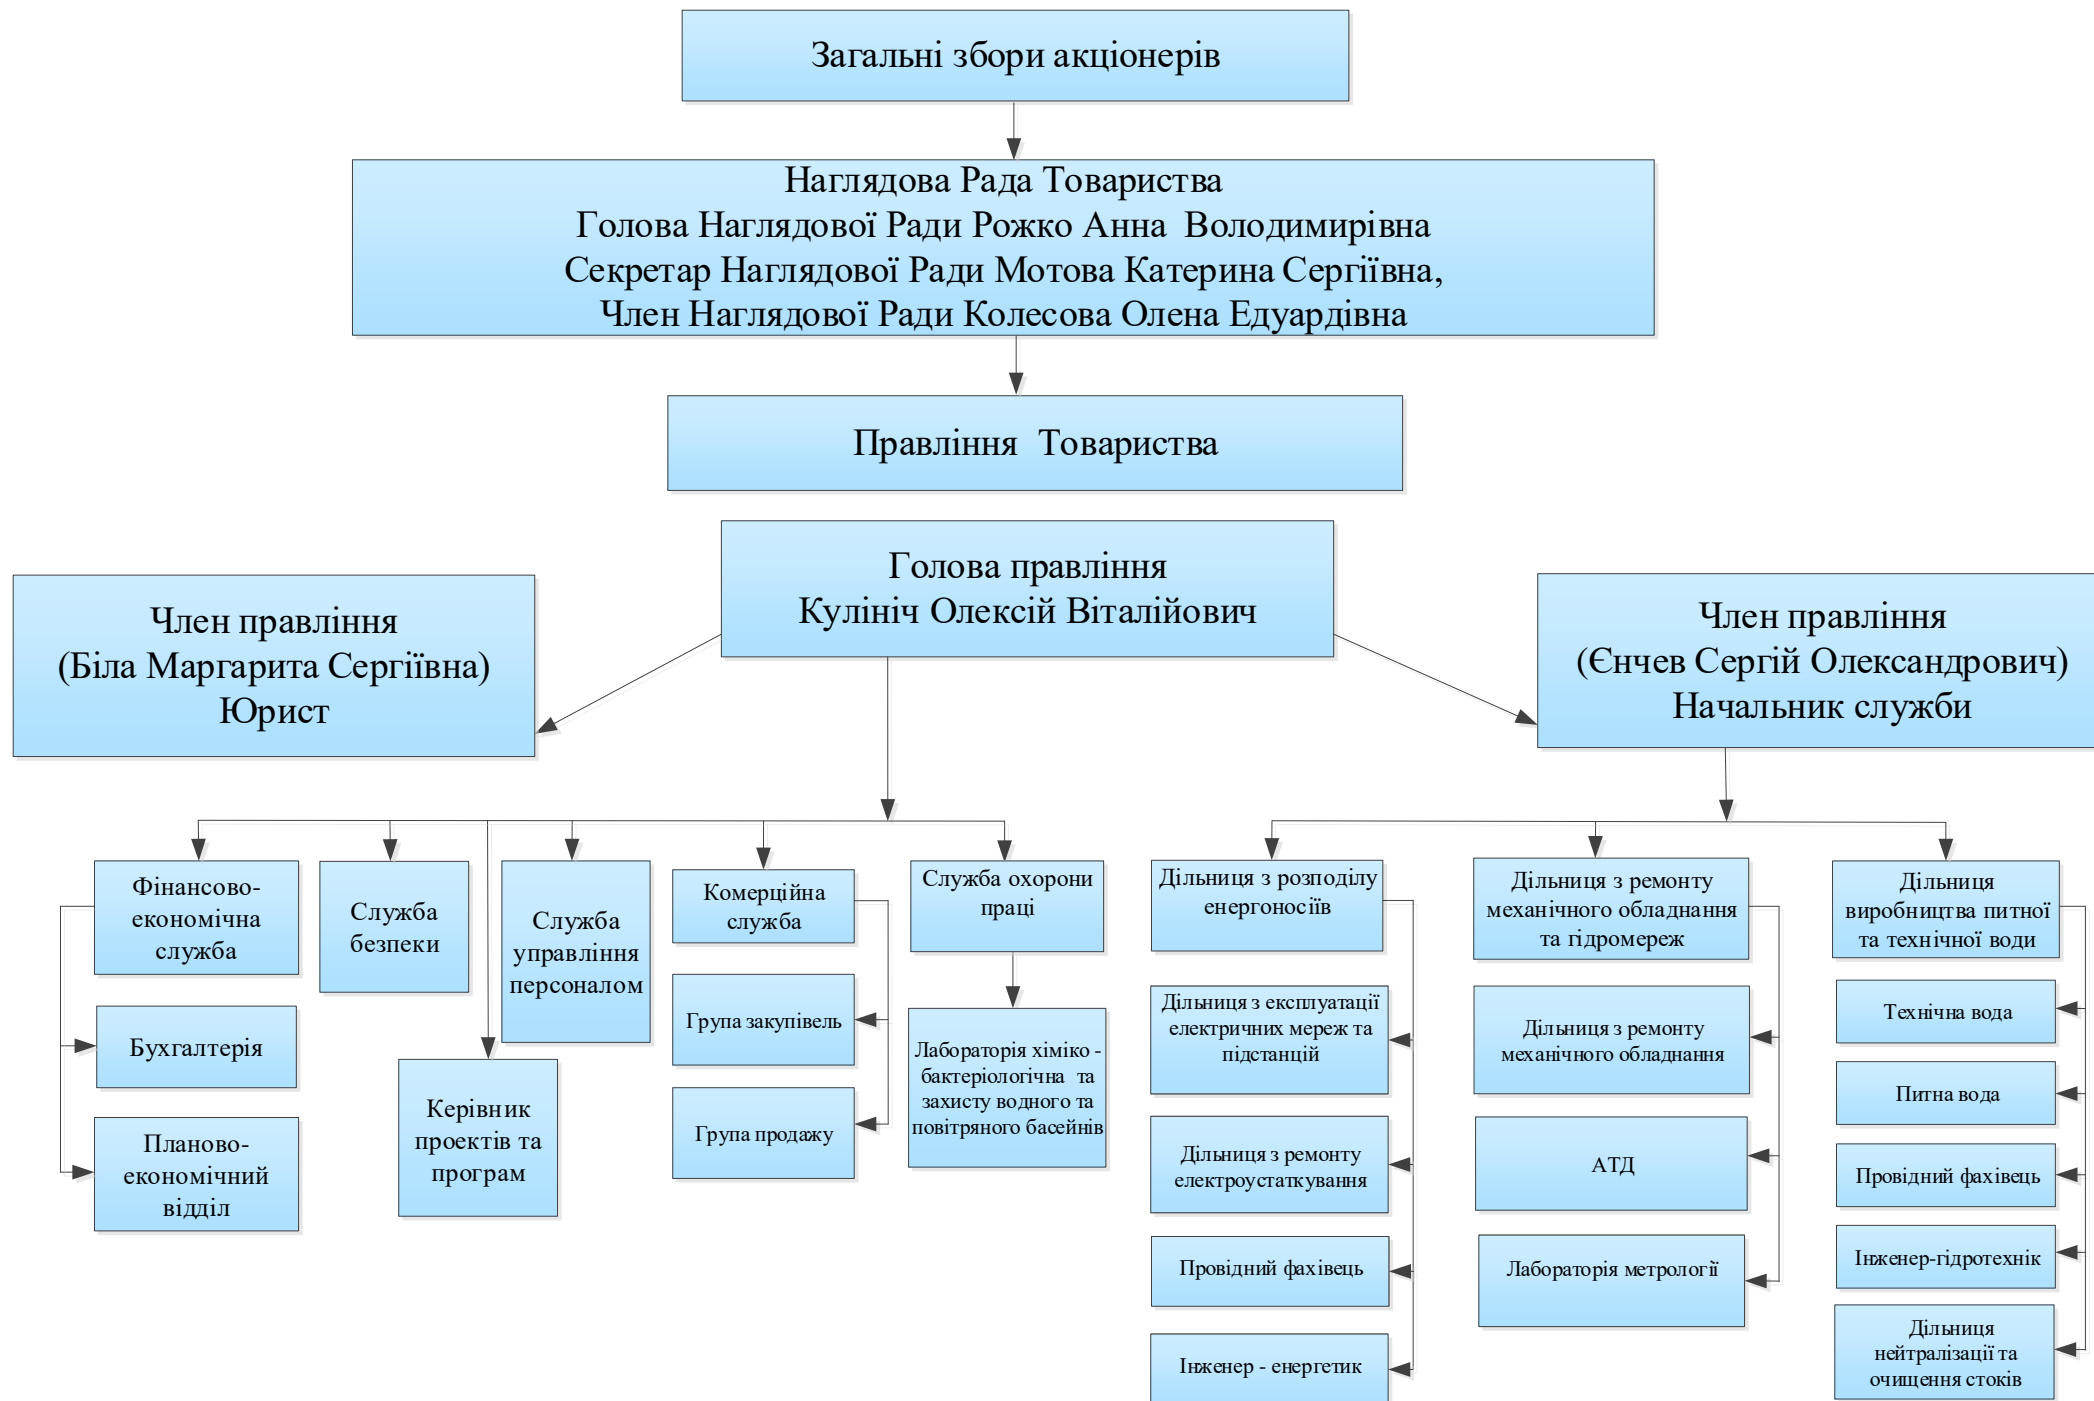 Загальні збори акціонерів
Наглядова Рада Товариства
Голова Наглядової Ради Рожко Анна Володимирівна
Секретар Наглядової Ради Мотова Катерина Сергіївна,
Член Наглядової Ради Колесова Олена Едуардівна
Правління Товариства
Голова правління
Кулініч Олексій Віталійович
Член правління
(Біла Маргарита Сергіївна)
Юрист
Член правління
(Єнчев Сергій Олександрович)
Начальник служби
Фінансово-
економічна
служба
Бухгалтерія
Планово-
економічний
відділ
Служба
безпеки
Керівник
проектів та
програм
Служба
управління
персоналом
Комерційна
служба
Група закупівель
Група продажу
Служба охорони
праці
Лабораторія хіміко -
бактеріологічна та
захисту водного та
повітряного басейнів
Дільниця з розподілу
енергоносіїв
Дільниця з експлуатації
електричних мереж та
підстанцій
Дільниця з ремонту
електроустаткування
Провідний фахівець
Інженер - енергетик
Дільниця з ремонту
механічного обладнання
та гідромереж
Дільниця з ремонту
механічного обладнання
АТД
Лабораторія метрології
Дільниця
виробництва питної
та технічної води
Технічна вода
Питна вода
Провідний фахівець
Інженер-гідротехнік
Дільниця
нейтралізації та
очищення стоків